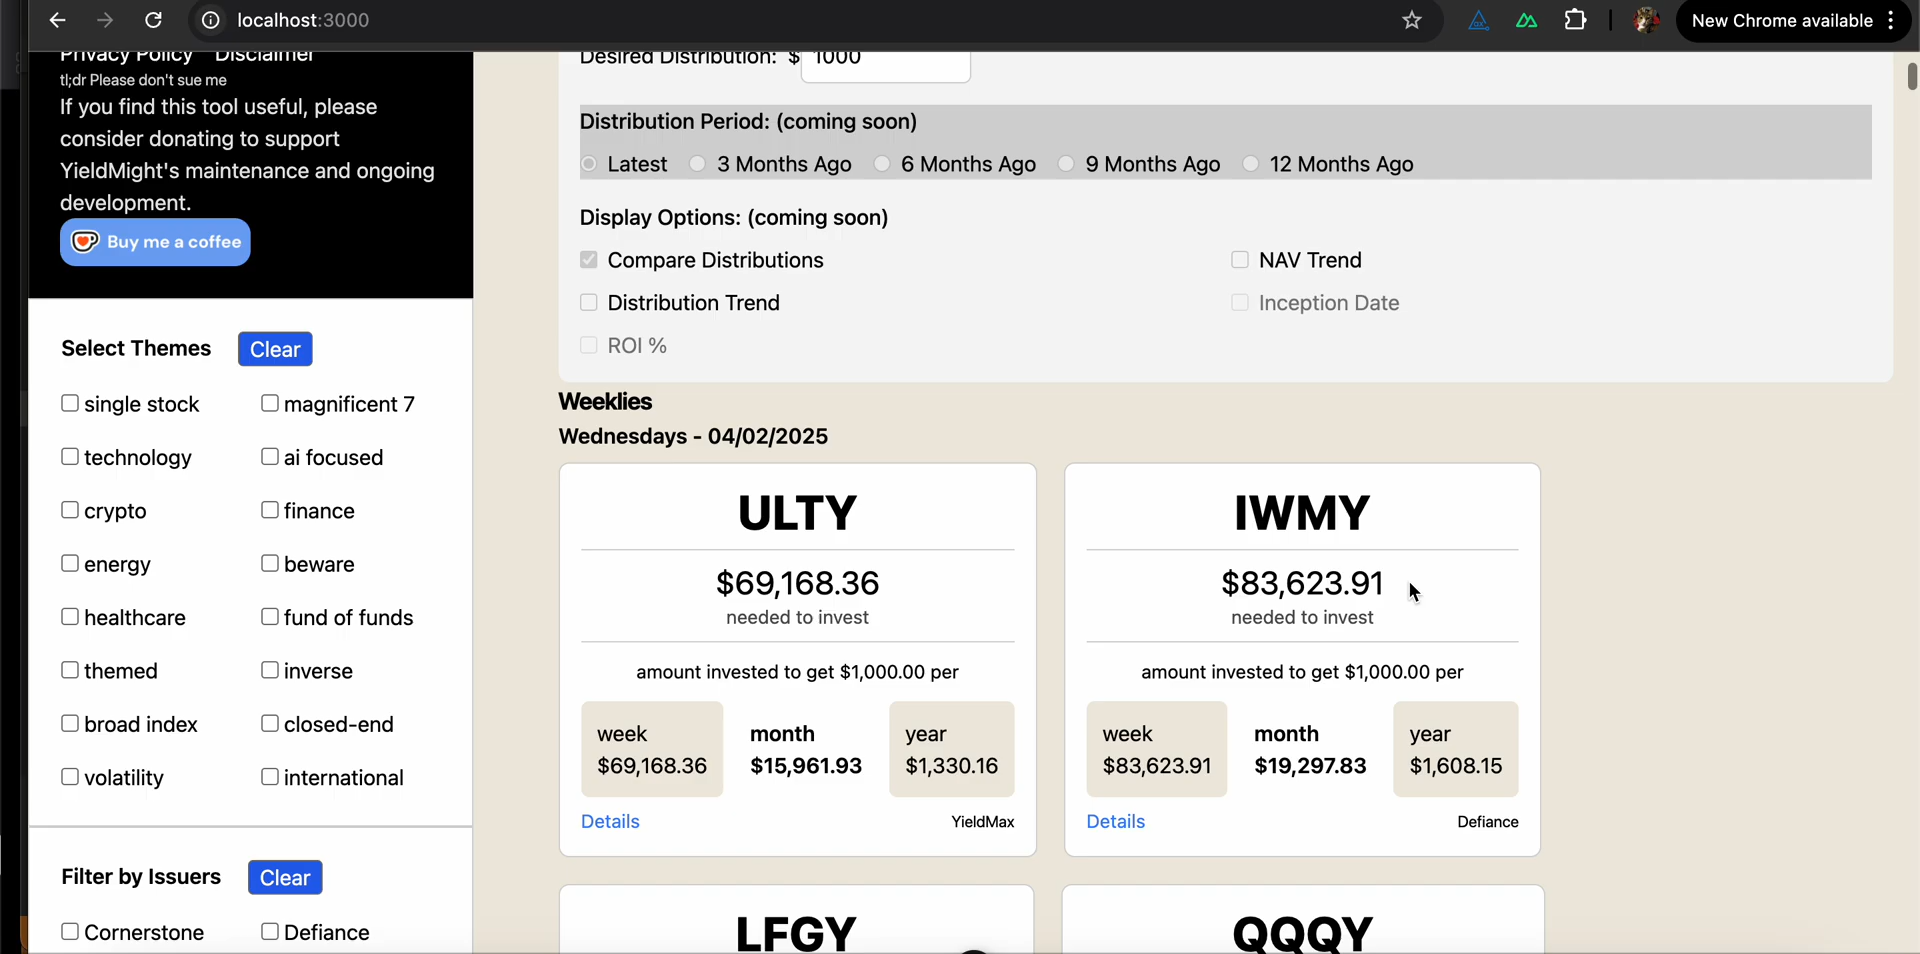 localhost:3000
New Chrome available
Privacy Policy Disclaimer
tl;dr Please don't sue me
If you find this tool useful, please
consider donating to support
YieldMight's maintenance and ongoing
development.
Buy me a coffee
Select Themes Clear
single stock magnificent 7
technology ai focused
crypto finance
energy beware
healthcare fund of funds
themed inverse
broad index closed-end
volatility international
Filter by Issuers Clear
Cornerstone Defiance
Desired Distribution: $ 1000
Distribution Period: (coming soon)
Latest 3 Months Ago 6 Months Ago 9 Months Ago 12 Months Ago
Display Options: (coming soon)
Compare Distributions NAV Trend
Distribution Trend Inception Date
ROI %
Weeklies
Wednesdays - 04/02/2025
ULTY
$69,168.36
needed to invest
amount invested to get $1,000.00 per
week month year
$69,168.36 $15,961.93 $1,330.16
Details YieldMax
IWMY
$83,623.91
needed to invest
amount invested to get $1,000.00 per
week month year
$83,623.91 $19,297.83 $1,608.15
Details Defiance
LFGY
QQQY